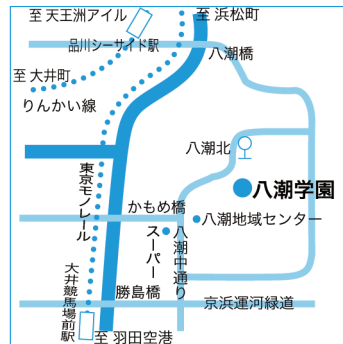 至 天王洲アイル
至 浜松町
品川シーサイド駅
八潮橋
至 大井町
りんかい線
八潮北
八潮学園
東京モノレール
かもめ橋
八潮地域センター
スーパー
八潮中通り
大井競馬場前駅
勝島橋
京浜運河緑道
至 羽田空港